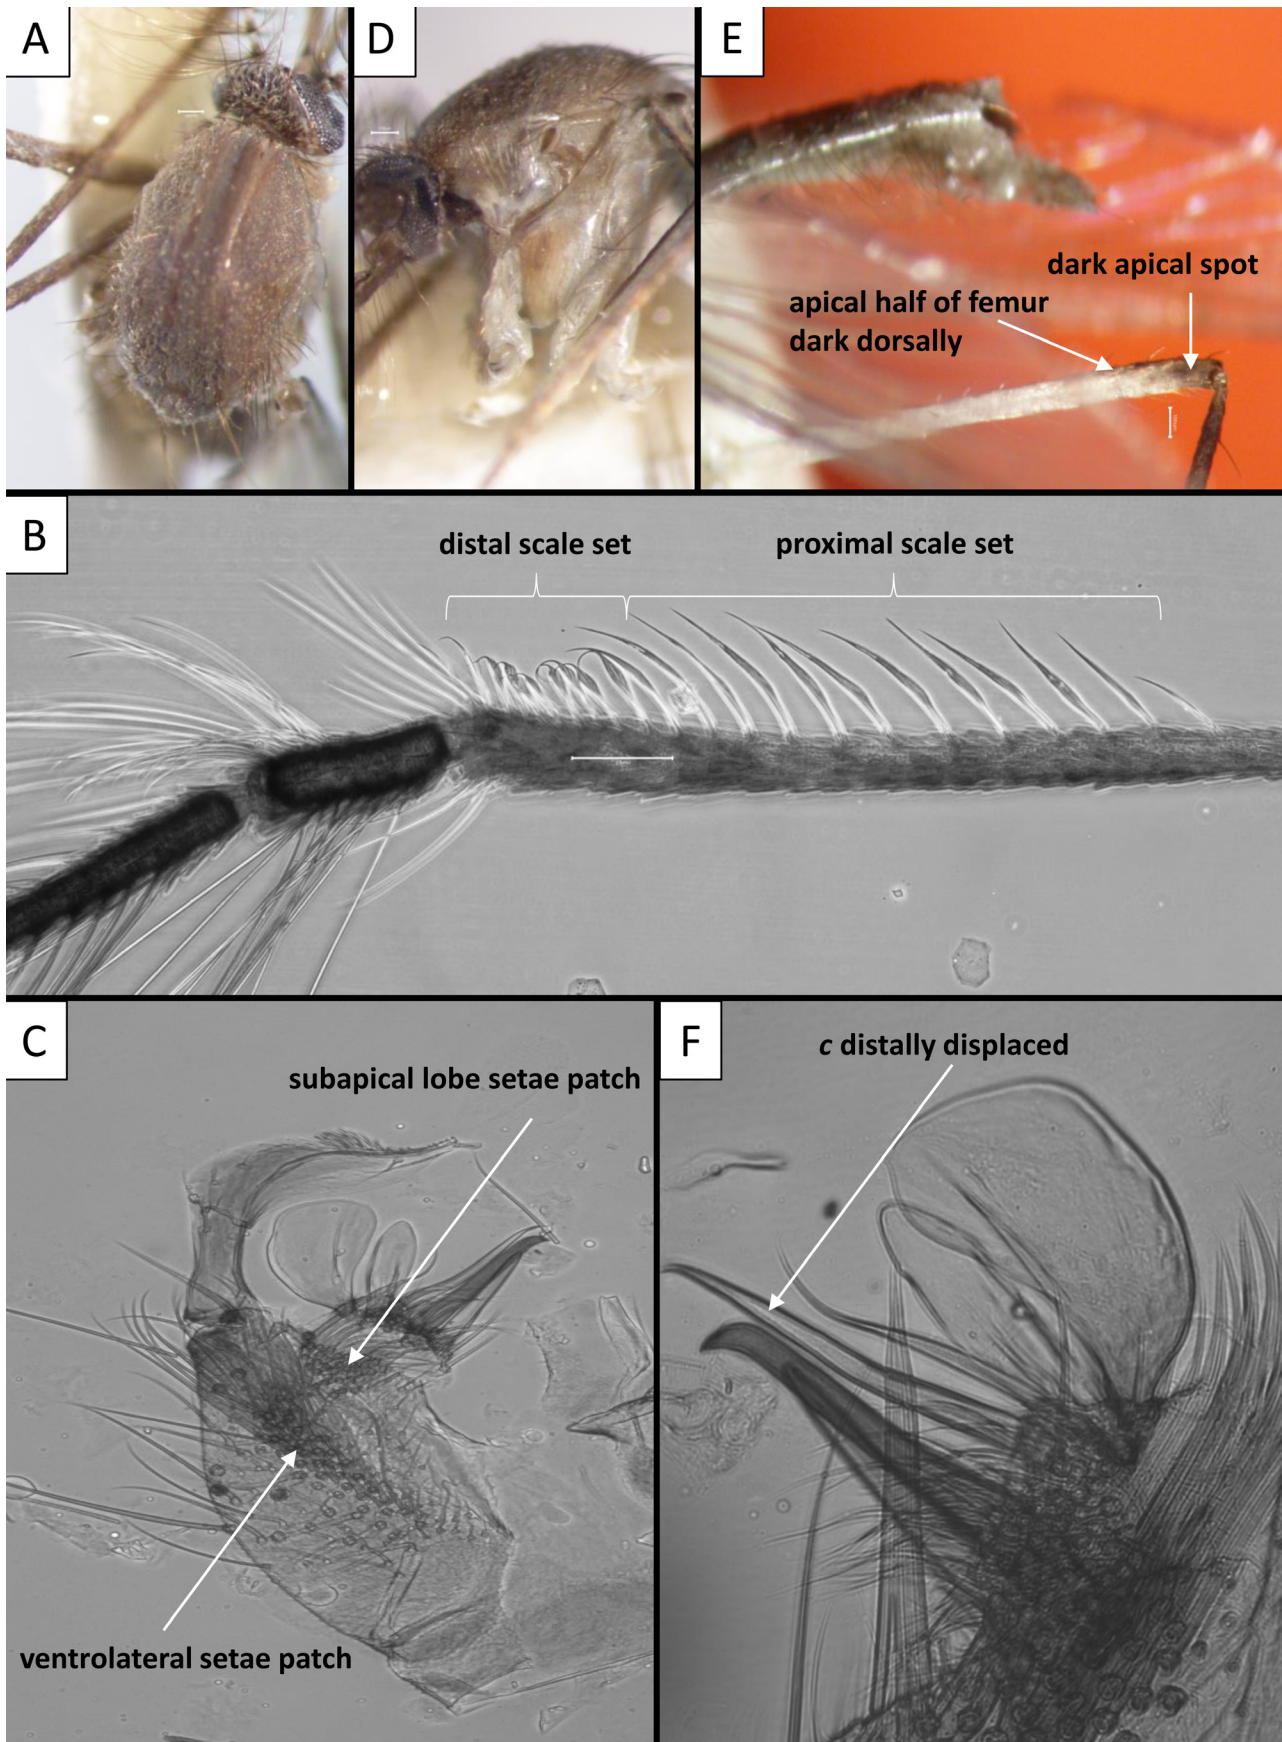 A
D
E
dark apical spot
apical half of femur
dark dorsally
B
distal scale set
proximal scale set
C
subapical lobe setae patch
ventrolateral setae patch
F
c distally displaced